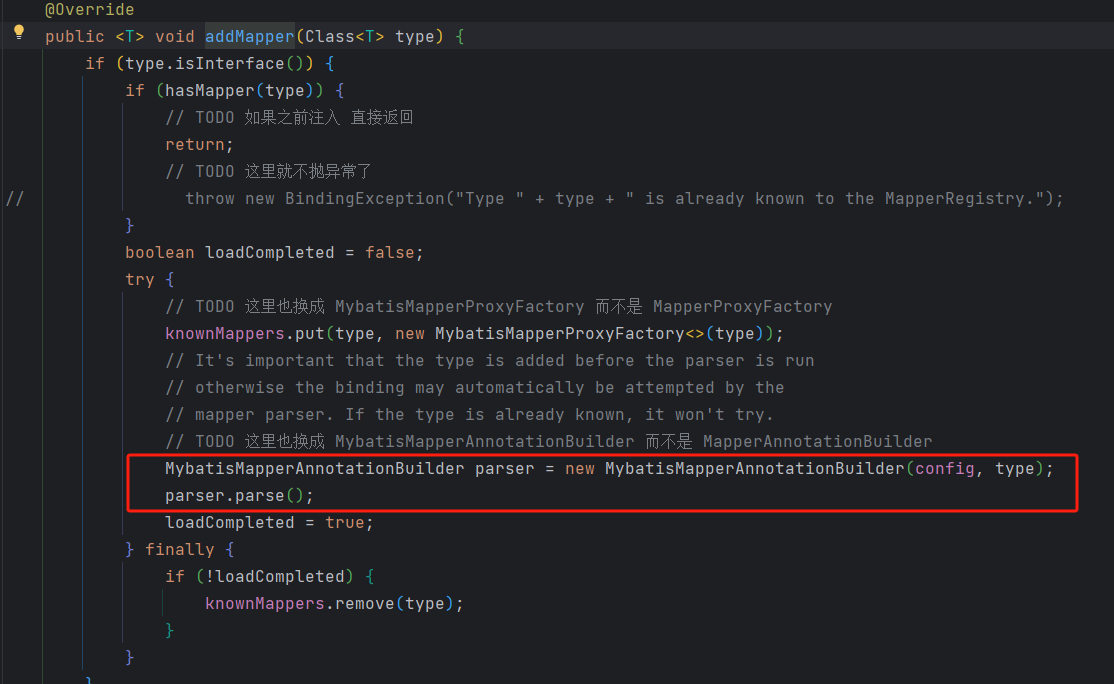 @Override
public <T> void addMapper(Class<T> type) {
if (type.isInterface()) {
if (hasMapper(type)) {
// TODO 如果之前注入 直接返回
return;
// TODO 这里就不抛异常了
// throw new BindingException("Type " + type + " is already known to the MapperRegistry.");
}
boolean loadCompleted = false;
try {
// TODO 这里也换成 MybatisMapperProxyFactory 而不是 MapperProxyFactory
knownMappers.put(type, new MybatisMapperProxyFactory<>(type));
// It's important that the type is added before the parser is run
// otherwise the binding may automatically be attempted by the
// mapper parser. If the type is already known, it won't try.
// TODO 这里也换成 MybatisMapperAnnotationBuilder 而不是 MapperAnnotationBuilder
MybatisMapperAnnotationBuilder parser = new MybatisMapperAnnotationBuilder(config, type);
parser.parse();
loadCompleted = true;
} finally {
if (!loadCompleted) {
knownMappers.remove(type);
}
}
}